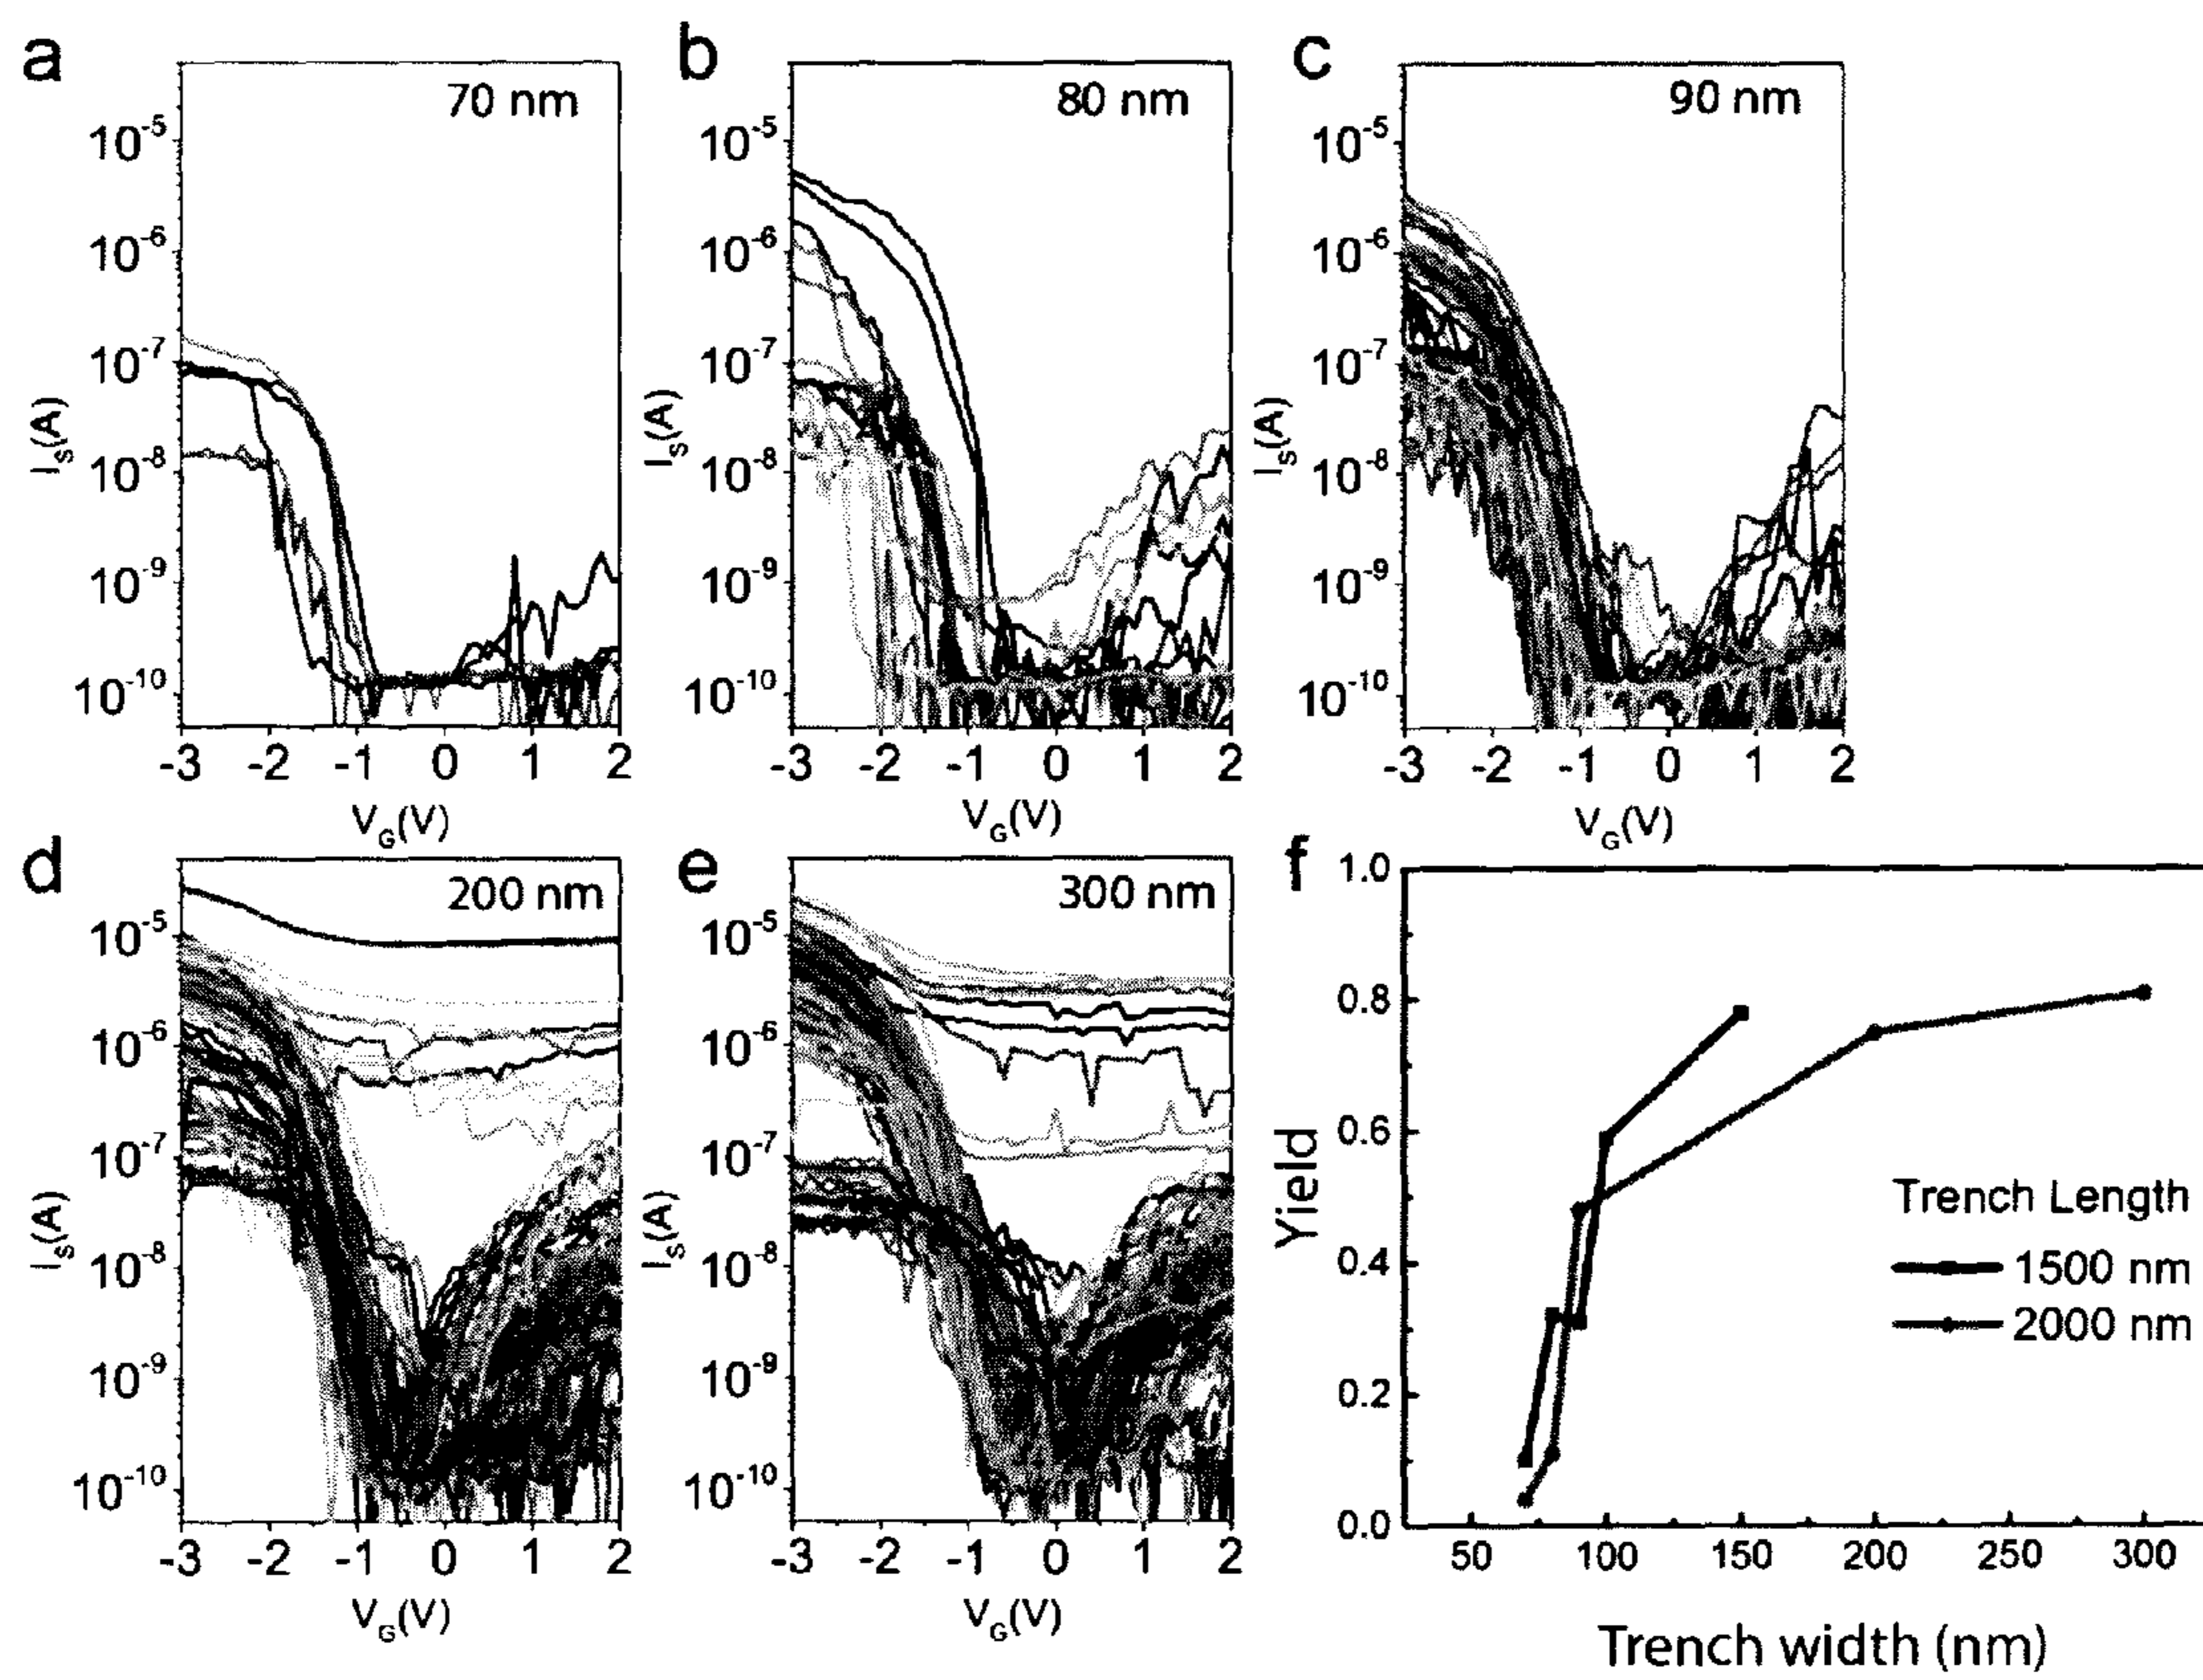 a
70 nm
10-5
10-6
10-7
10-8
10-9
10-10
IS(A)
-3 -2 -1 0 1 2
VG(V)
b
80 nm
10-5
10-6
10-7
10-8
10-9
10-10
IS(A)
-3 -2 -1 0 1 2
VG(V)
c
90 nm
10-5
10-6
10-7
10-8
10-9
10-10
IS(A)
-3 -2 -1 0 1 2
VG(V)
d
200 nm
10-5
10-6
10-7
10-8
10-9
10-10
IS(A)
-3 -2 -1 0 1 2
VG(V)
e
300 nm
10-5
10-6
10-7
10-8
10-9
10-10
IS(A)
-3 -2 -1 0 1 2
VG(V)
f
1.0
0.8
0.6
0.4
0.2
0.0
Yield
Trench Length
1500 nm
2000 nm
50 100 150 200 250 300
Trench width (nm)